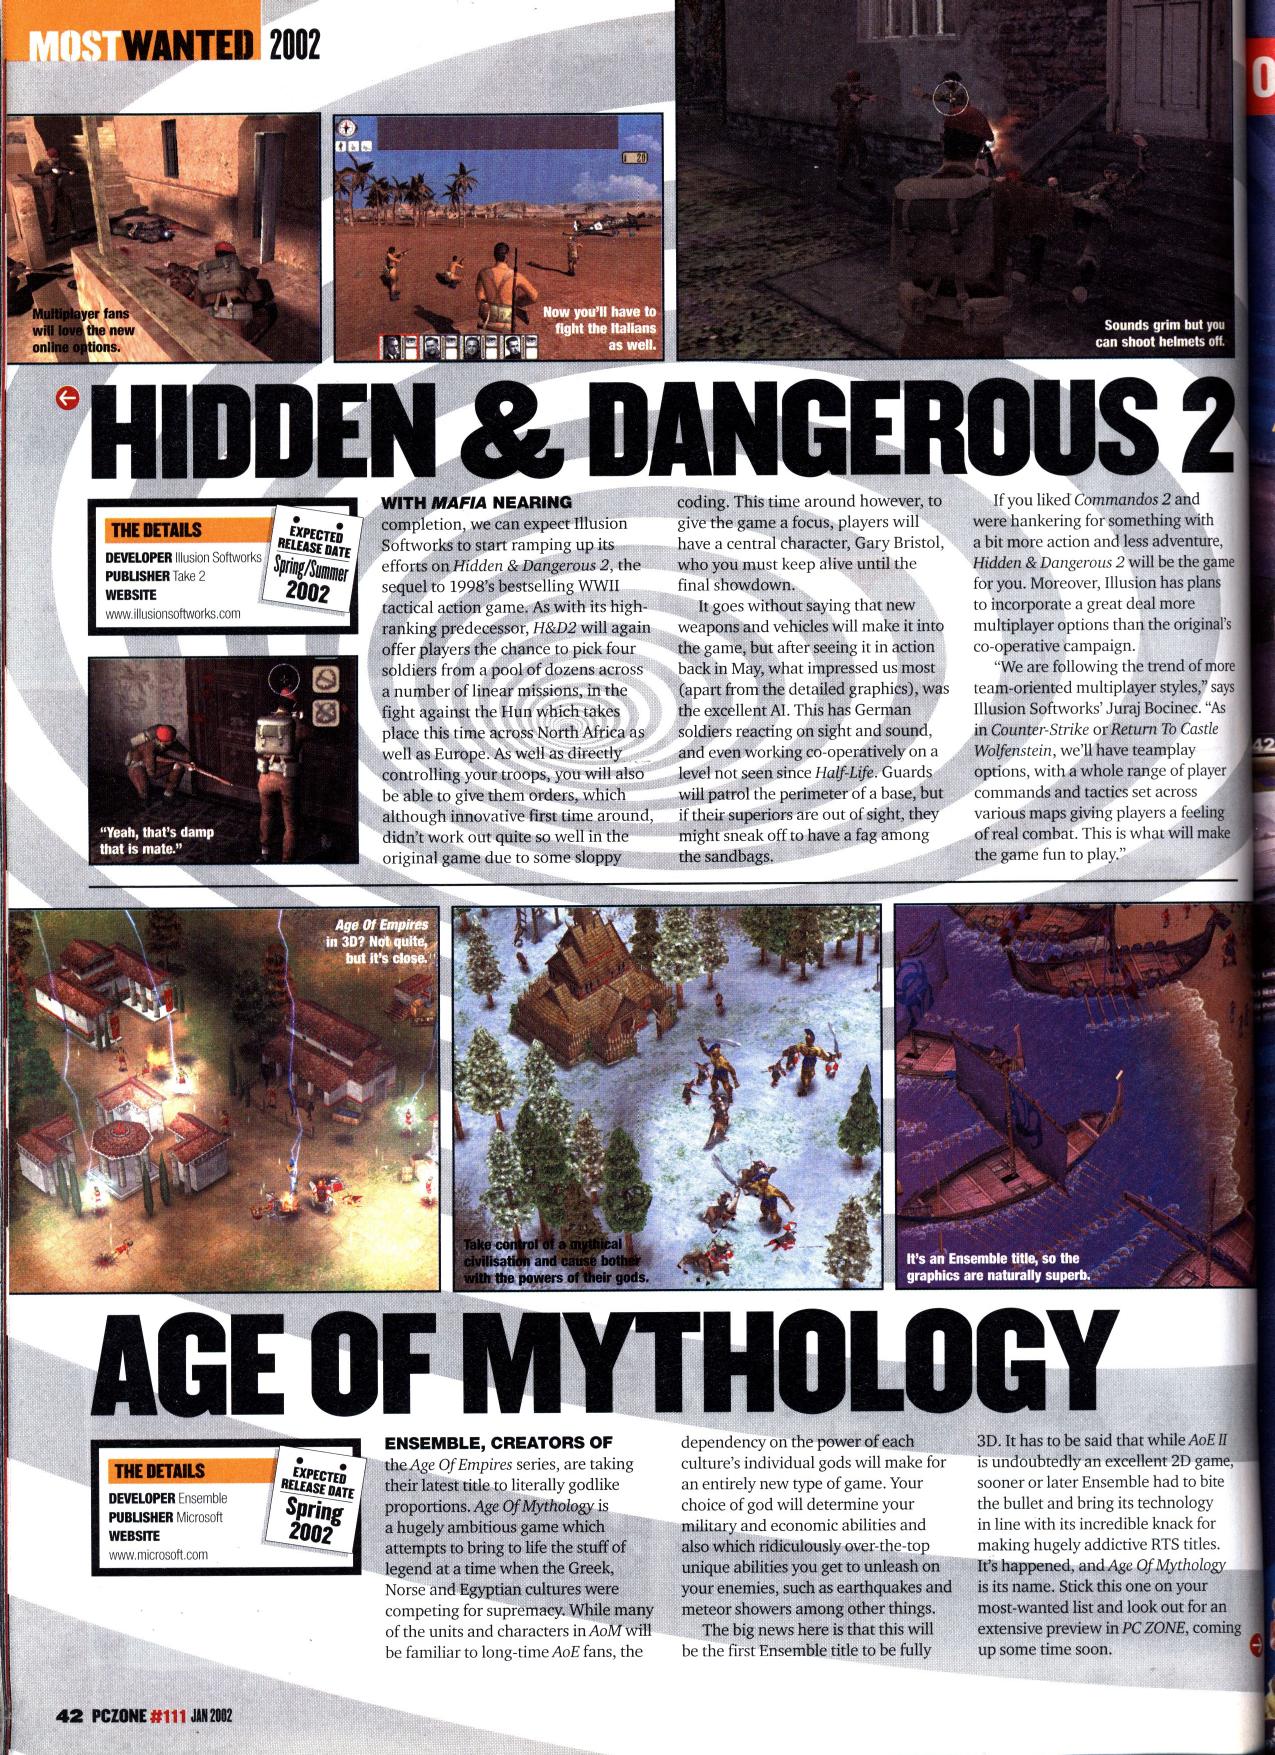 MOSTWANTED 2002
Multiplayer fans
will love the new
online options.
20
Now you'll have to
fight the Italians
as well.
Sounds grim but you
can shoot helmets off.
HIDDEN & DANGEROUS 2
THE DETAILS
DEVELOPER Illusion Softworks
PUBLISHER Take 2
WEBSITE
www.illusionsoftworks.com
EXPECTED
RELEASE DATE
Spring/Summer
2002
"Yeah, that's damp
that is mate."
WITH MAFIA NEARING
completion, we can expect Illusion
Softworks to start ramping up its
efforts on Hidden & Dangerous 2, the
sequel to 1998's bestselling WWII
tactical action game. As with its high-
ranking predecessor, H&D2 will again
offer players the chance to pick four
soldiers from a pool of dozens across
a number of linear missions, in the
fight against the Hun which takes
place this time across North Africa as
well as Europe. As well as directly
controlling your troops, you will also
be able to give them orders, which
although innovative first time around,
didn't work out quite so well in the
original game due to some sloppy
coding. This time around however, to
give the game a focus, players will
have a central character, Gary Bristol,
who you must keep alive until the
final showdown.
It goes without saying that new
weapons and vehicles will make it into
the game, but after seeing it in action
back in May, what impressed us most
(apart from the detailed graphics), was
the excellent AI. This has German
soldiers reacting on sight and sound,
and even working co-operatively on a
level not seen since Half-Life. Guards
will patrol the perimeter of a base, but
if their superiors are out of sight, they
might sneak off to have a fag among
the sandbags.
If you liked Commandos 2 and
were hankering for something with
a bit more action and less adventure,
Hidden & Dangerous 2 will be the game
for you. Moreover, Illusion has plans
to incorporate a great deal more
multiplayer options than the original's
co-operative campaign.
"We are following the trend of more
team-oriented multiplayer styles," says
Illusion Softworks' Juraj Bocinec. "As
in Counter-Strike or Return To Castle
Wolfenstein, we'll have teamplay
options, with a whole range of player
commands and tactics set across
various maps giving players a feeling
of real combat. This is what will make
the game fun to play."
Age Of Empires
in 3D? Not quite,
but it's close.
Take control of a mythical
civilisation and cause bother
with the powers of their gods.
It's an Ensemble title, so the
graphics are naturally superb.
AGE OF MYTHOLOGY
THE DETAILS
DEVELOPER Ensemble
PUBLISHER Microsoft
WEBSITE
www.microsoft.com
EXPECTED
RELEASE DATE
Spring
2002
ENSEMBLE, CREATORS OF
the Age Of Empires series, are taking
their latest title to literally godlike
proportions. Age Of Mythology is
a hugely ambitious game which
attempts to bring to life the stuff of
legend at a time when the Greek,
Norse and Egyptian cultures were
competing for supremacy. While many
of the units and characters in AoM will
be familiar to long-time AoE fans, the
dependency on the power of each
culture's individual gods will make for
an entirely new type of game. Your
choice of god will determine your
military and economic abilities and
also which ridiculously over-the-top
unique abilities you get to unleash on
your enemies, such as earthquakes and
meteor showers among other things.
The big news here is that this will
be the first Ensemble title to be fully
3D. It has to be said that while AoE II
is undoubtedly an excellent 2D game,
sooner or later Ensemble had to bite
the bullet and bring its technology
in line with its incredible knack for
making hugely addictive RTS titles.
It's happened, and Age Of Mythology
is its name. Stick this one on your
most-wanted list and look out for an
extensive preview in PC ZONE, coming
up some time soon.
42 PCZONE #111 JAN 2002
42